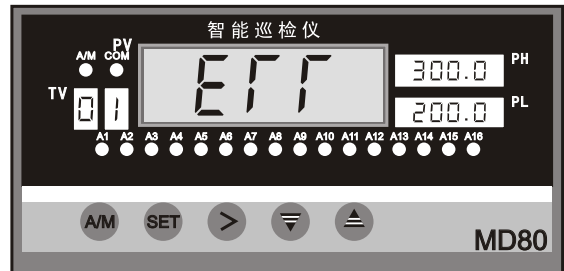 智能巡检仪
PV
A/M COM
TV 01
Err
300.0 PH
200.0 PL
A1 A2 A3 A4 A5 A6 A7 A8 A9 A10 A11 A12 A13 A14 A15 A16
A/M SET >
MD80